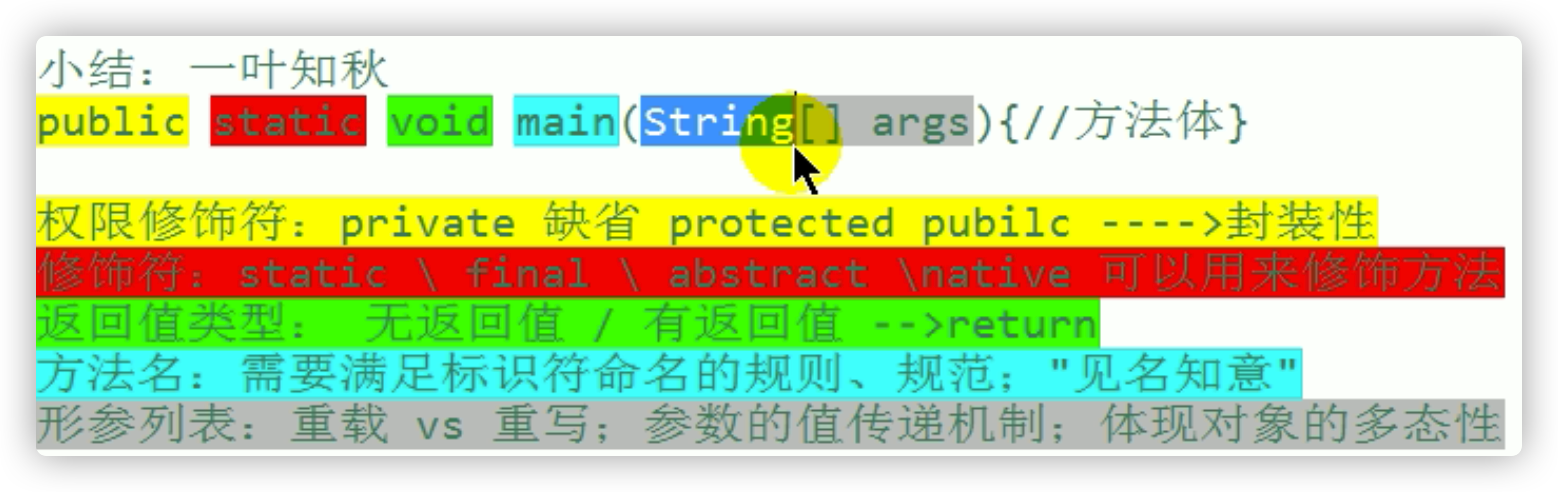 小结：一叶知秋
public static void main(String[] args){//方法体}
权限修饰符：private 缺省 protected pubilc ---->封装性
修饰符：static \ final \ abstract \native 可以用来修饰方法
返回值类型： 无返回值 / 有返回值 -->return
方法名：需要满足标识符命名的规则、规范；"见名知意"
形参列表：重载 vs 重写；参数的值传递机制；体现对象的多态性